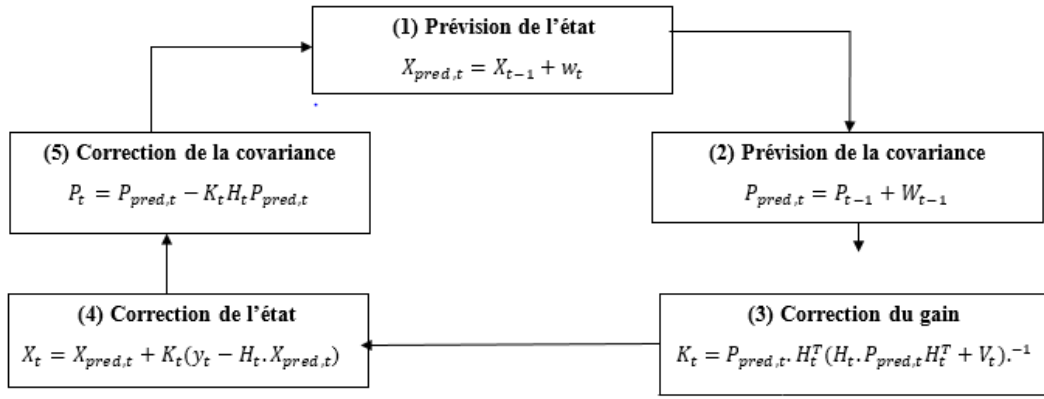 (1) Prévision de l'état
X_{pred,t} = X_{t−1} + w_t
(2) Prévision de la covariance
P_{pred,t} = P_{t−1} + W_{t−1}
(3) Correction du gain
K_t = P_{pred,t}. H_t^T (H_t. P_{pred,t} H_t^T + V_t).^{−1}
(4) Correction de l'état
X_t = X_{pred,t} + K_t(y_t − H_t. X_{pred,t})
(5) Correction de la covariance
P_t = P_{pred,t} − K_t H_t P_{pred,t}